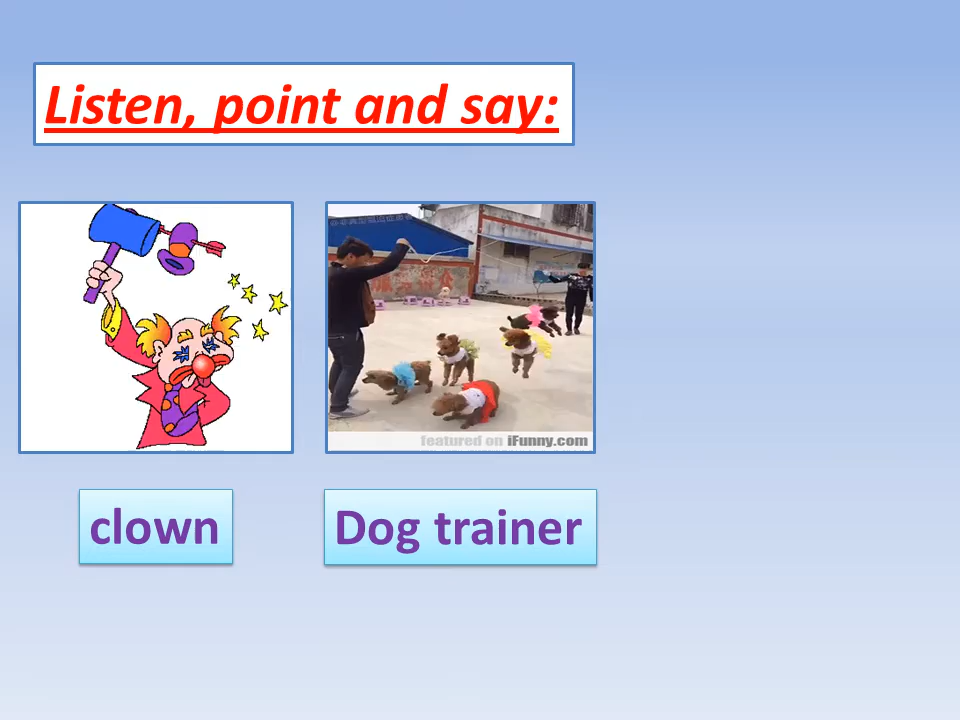 Listen, point and say:
featured on iFunny.com
clown
Dog trainer